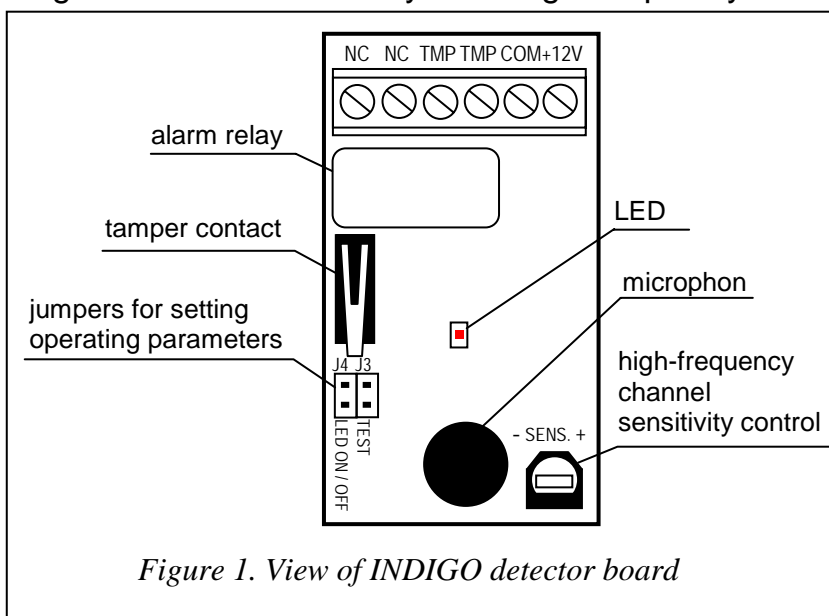 NC NC TMP TMP COM+12V
alarm relay
LED
tamper contact
microphon
jumpers for setting
operating parameters
J4 J3
high-frequency
channel
sensitivity control
- SENS. +
LED ON / OFF
TEST
Figure 1. View of INDIGO detector board